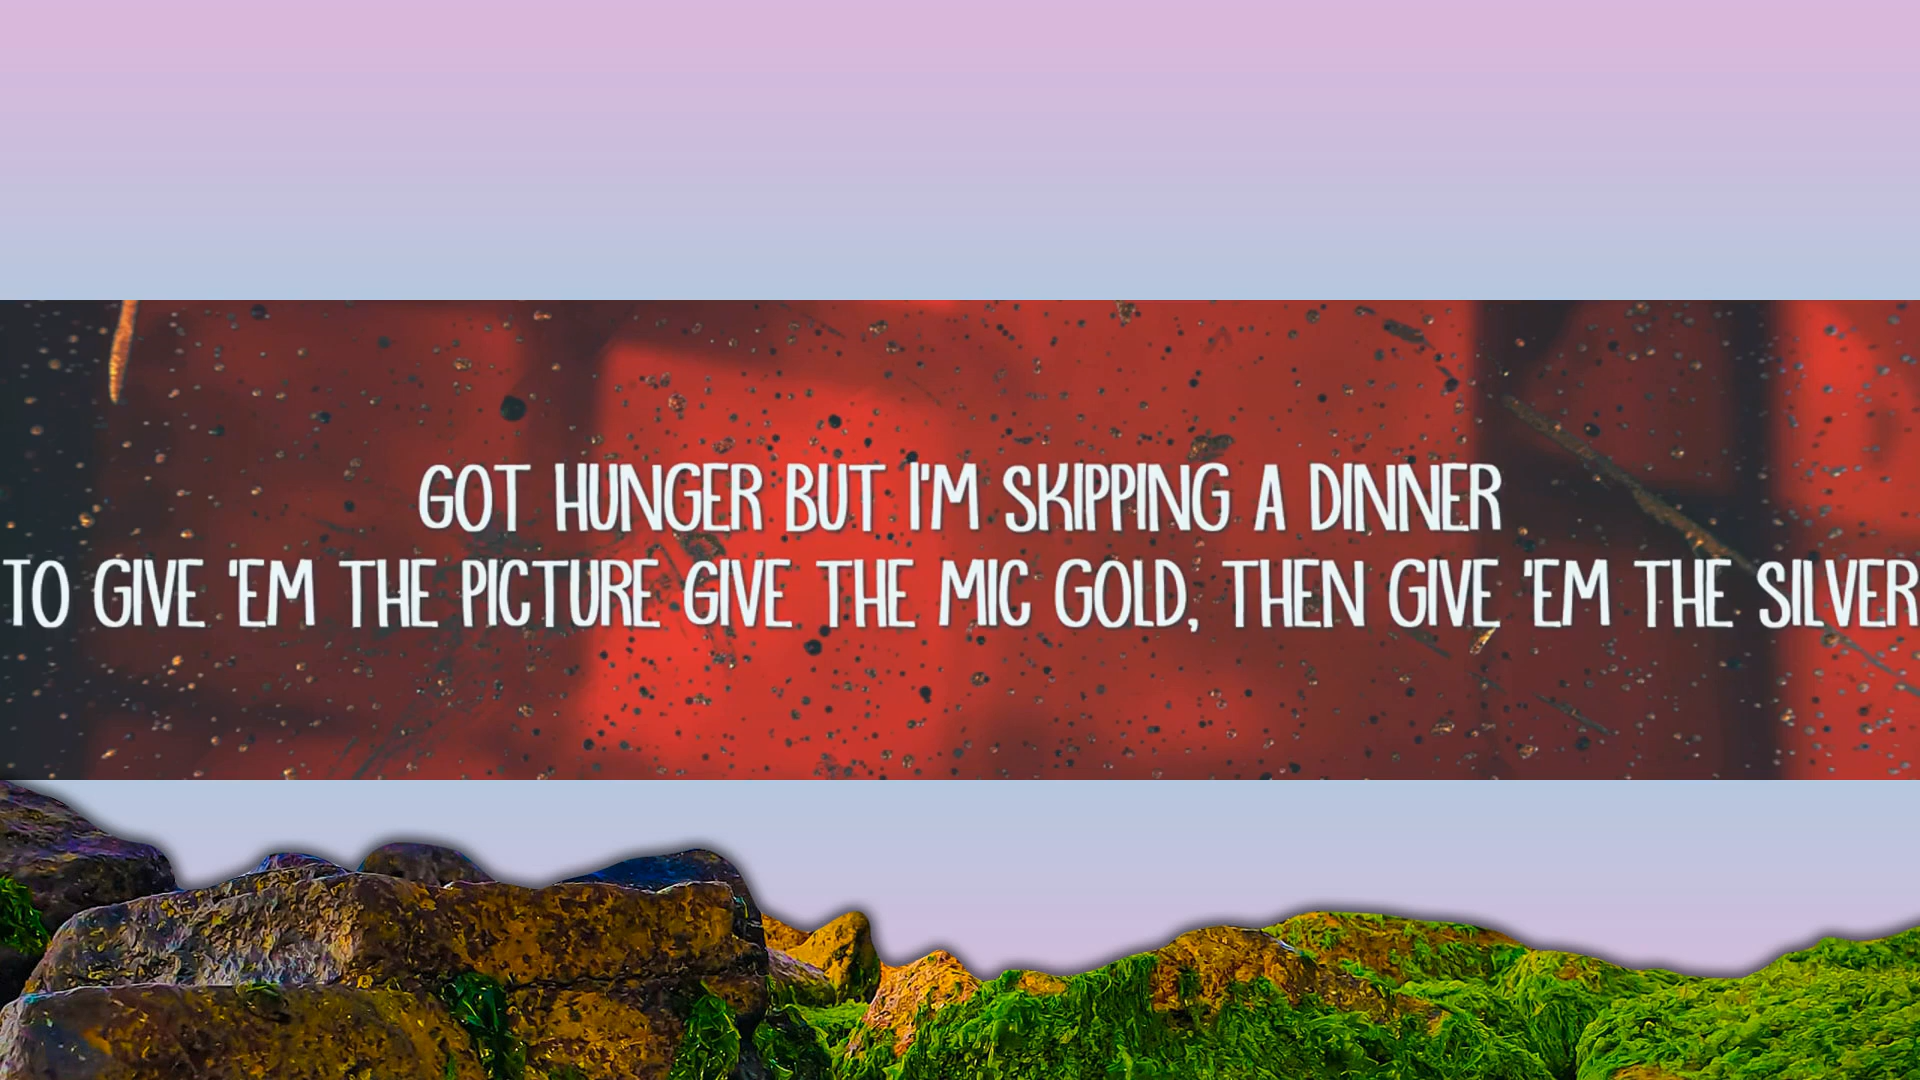 GOT HUNGER BUT I'M SKIPPING A DINNER
TO GIVE 'EM THE PICTURE GIVE THE MIC GOLD, THEN GIVE 'EM THE SILVER